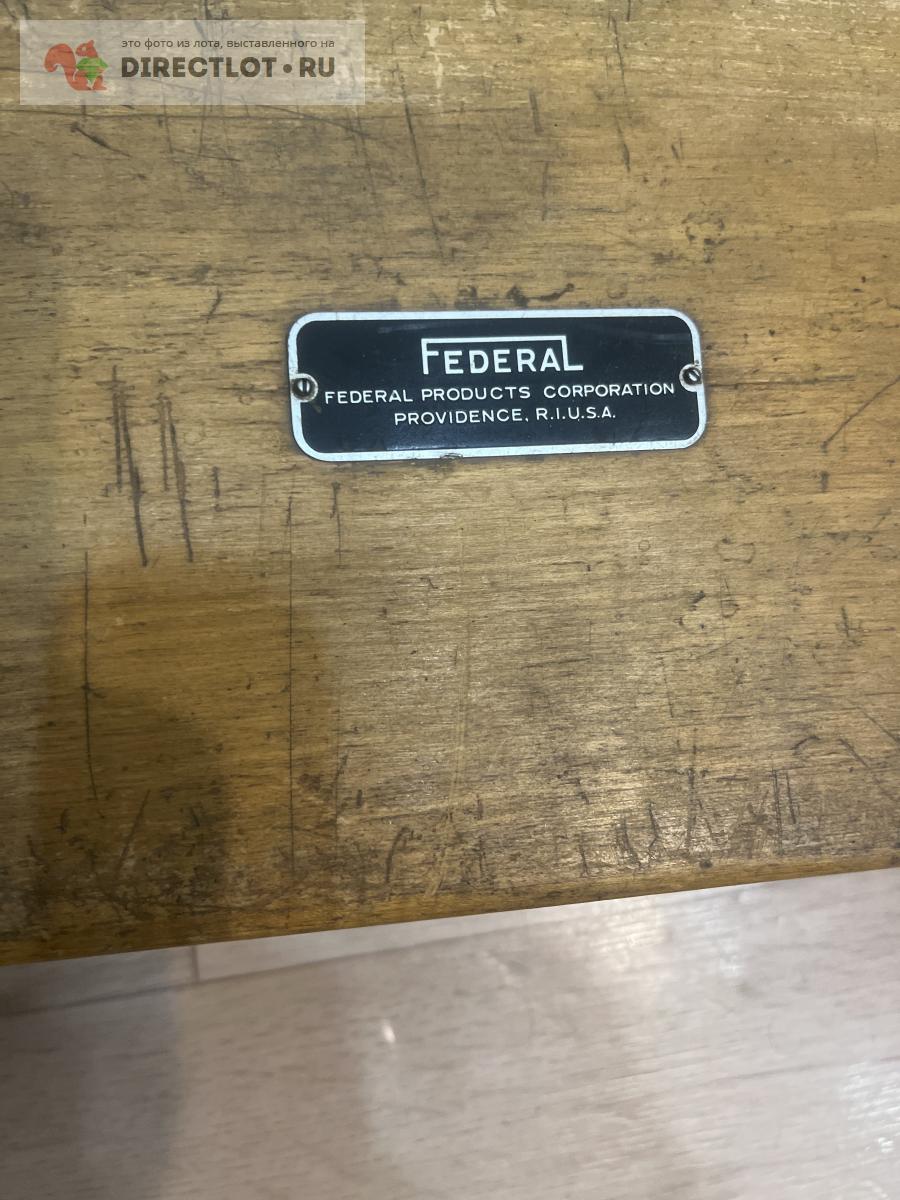 это фото из лота, выставленного на
DIRECTLOT•RU
FEDERAL
FEDERAL PRODUCTS CORPORATION
PROVIDENCE, R.I.U.S.A.